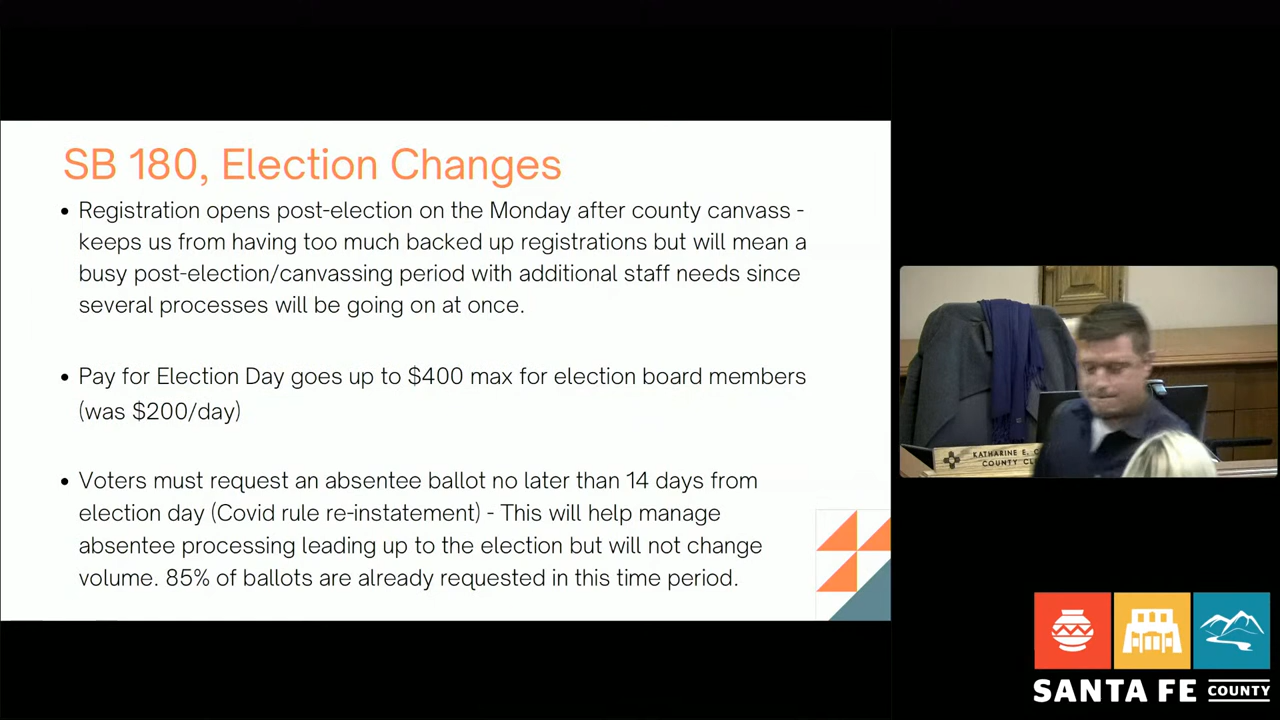 SB 180, Election Changes
• Registration opens post-election on the Monday after county canvass -
keeps us from having too much backed up registrations but will mean a
busy post-election/canvassing period with additional staff needs since
several processes will be going on at once.
• Pay for Election Day goes up to $400 max for election board members
(was $200/day)
• Voters must request an absentee ballot no later than 14 days from
election day (Covid rule re-instatement) - This will help manage
absentee processing leading up to the election but will not change
volume. 85% of ballots are already requested in this time period.
KATHARINE E.
COUNTY
SANTA FE COUNTY